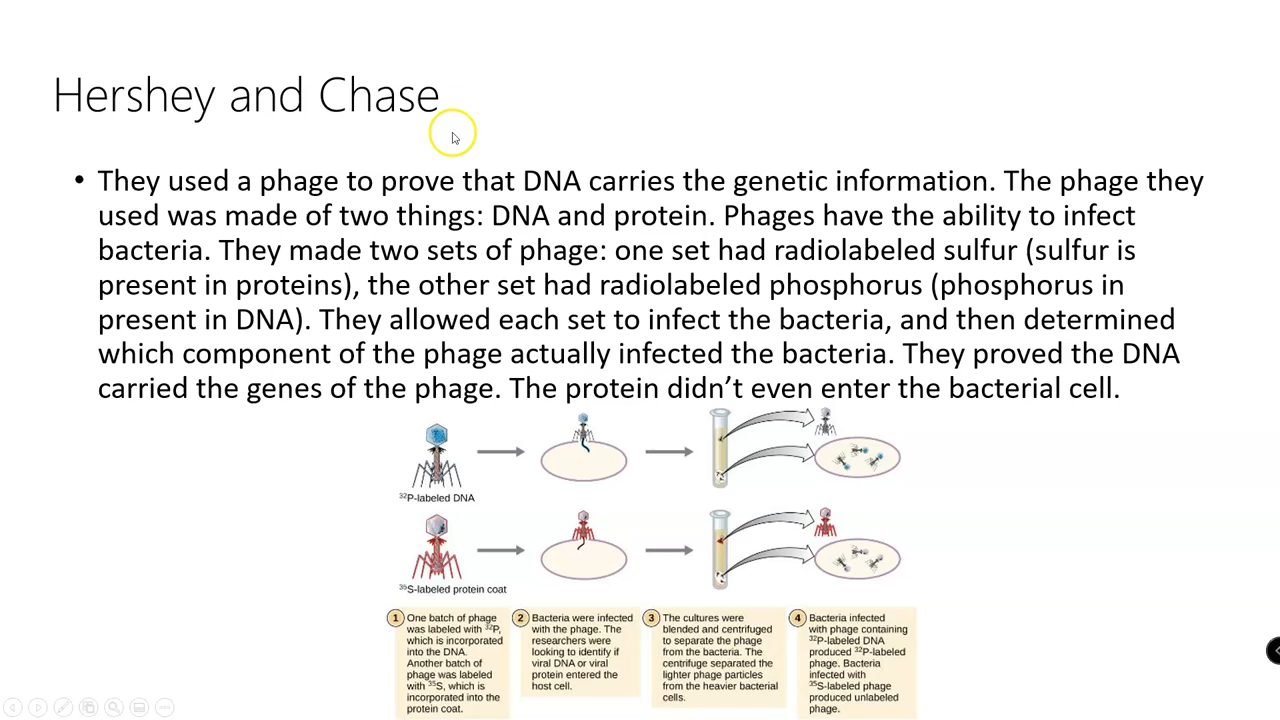 Hershey and Chase
• They used a phage to prove that DNA carries the genetic information. The phage they
used was made of two things: DNA and protein. Phages have the ability to infect
bacteria. They made two sets of phage: one set had radiolabeled sulfur (sulfur is
present in proteins), the other set had radiolabeled phosphorus (phosphorus in
present in DNA). They allowed each set to infect the bacteria, and then determined
which component of the phage actually infected the bacteria. They proved the DNA
carried the genes of the phage. The protein didn’t even enter the bacterial cell.
³²P-labeled DNA
³⁵S-labeled protein coat
1 One batch of phage
was labeled with ³²P,
which is incorporated
into the DNA.
Another batch of
phage was labeled
with ³⁵S, which is
incorporated into the
protein coat.
2 Bacteria were infected
with the phage. The
researchers were
looking to identify if
viral DNA or viral
protein entered the
host cell.
3 The cultures were
blended and centrifuged
to separate the phage
from the bacteria. The
centrifuge separated the
lighter phage particles
from the heavier bacterial
cells.
4 Bacteria infected
with phage containing
³²P-labeled DNA
produced ³²P-labeled
phage. Bacteria
infected with
³⁵S-labeled phage
produced unlabeled
phage.